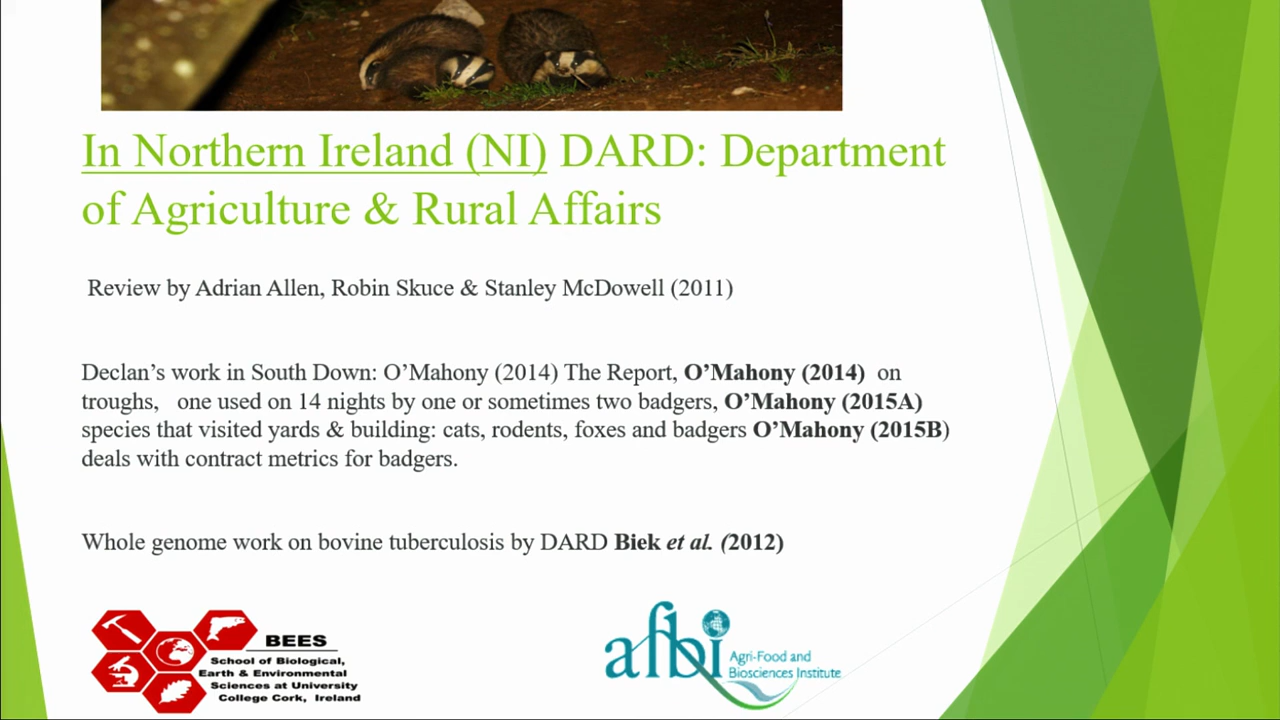 In Northern Ireland (NI) DARD: Department
of Agriculture & Rural Affairs
Review by Adrian Allen, Robin Skuce & Stanley McDowell (2011)
Declan’s work in South Down: O’Mahony (2014) The Report, O’Mahony (2014) on
troughs, one used on 14 nights by one or sometimes two badgers, O’Mahony (2015A)
species that visited yards & building: cats, rodents, foxes and badgers O’Mahony (2015B)
deals with contract metrics for badgers.
Whole genome work on bovine tuberculosis by DARD Biek et al. (2012)
BEES
School of Biological,
Earth & Environmental
Sciences at University
College Cork, Ireland
afbi
Agri-Food and
Biosciences Institute